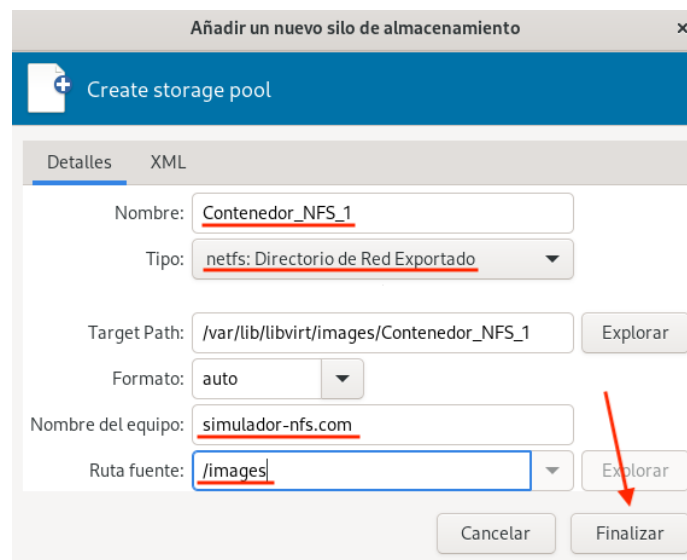 Añadir un nuevo silo de almacenamiento
Create storage pool
Detalles XML
Nombre: Contenedor_NFS_1
Tipo: netfs: Directorio de Red Exportado
Target Path: /var/lib/libvirt/images/Contenedor_NFS_1 Explorar
Formato: auto
Nombre del equipo: simulador-nfs.com
Ruta fuente: /images Explorar
Cancelar Finalizar